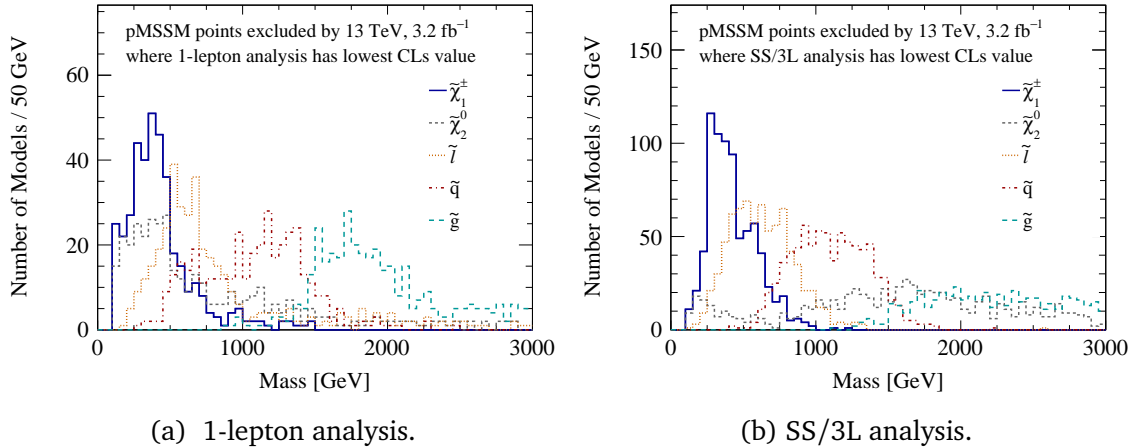 pMSSM points excluded by 13 TeV, 3.2 fb⁻¹
where 1-lepton analysis has lowest CLs value
Number of Models / 50 GeV
60
40
20
0
χ̃₁±
χ̃₂⁰
l̃
q̃
g̃
0
1000
2000
3000
Mass [GeV]
(a) 1-lepton analysis.
pMSSM points excluded by 13 TeV, 3.2 fb⁻¹
where SS/3L analysis has lowest CLs value
Number of Models / 50 GeV
150
100
50
0
χ̃₁±
χ̃₂⁰
l̃
q̃
g̃
0
1000
2000
3000
Mass [GeV]
(b) SS/3L analysis.